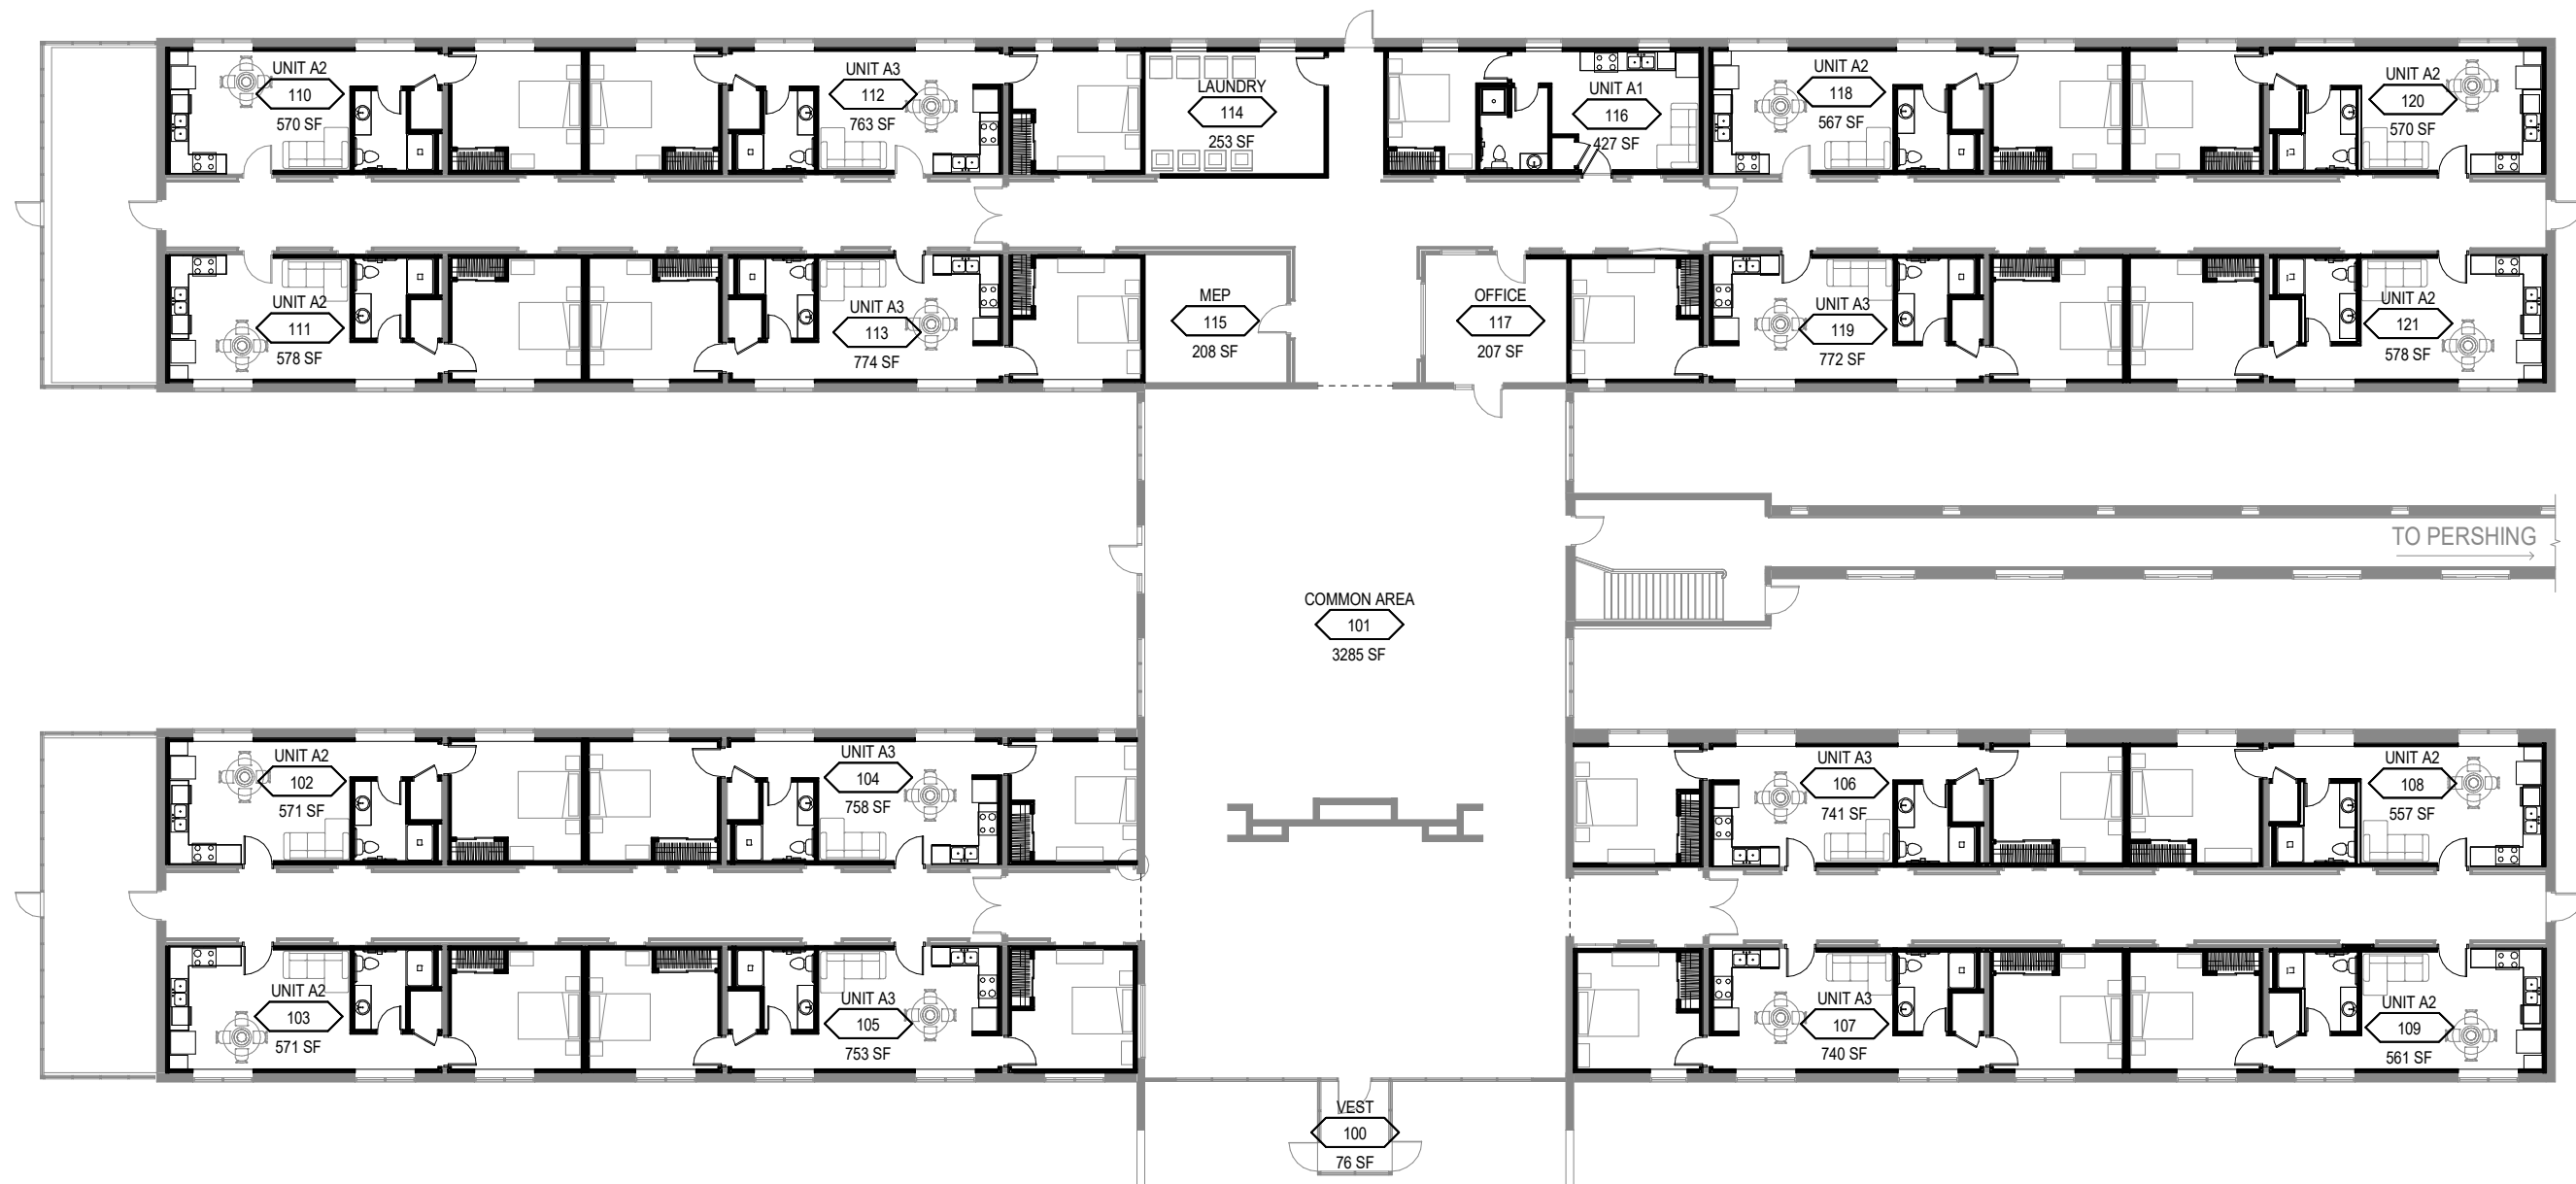 UNIT A2
110
570 SF
UNIT A3
112
763 SF
LAUNDRY
114
253 SF
UNIT A1
116
427 SF
UNIT A2
118
567 SF
UNIT A2
120
570 SF
UNIT A2
111
578 SF
UNIT A3
113
774 SF
MEP
115
208 SF
OFFICE
117
207 SF
UNIT A3
119
772 SF
UNIT A2
121
578 SF
TO PERSHING
COMMON AREA
101
3285 SF
UNIT A2
102
571 SF
UNIT A3
104
758 SF
UNIT A3
106
741 SF
UNIT A2
108
557 SF
UNIT A2
103
571 SF
UNIT A3
105
753 SF
UNIT A3
107
740 SF
UNIT A2
109
561 SF
VEST
100
76 SF